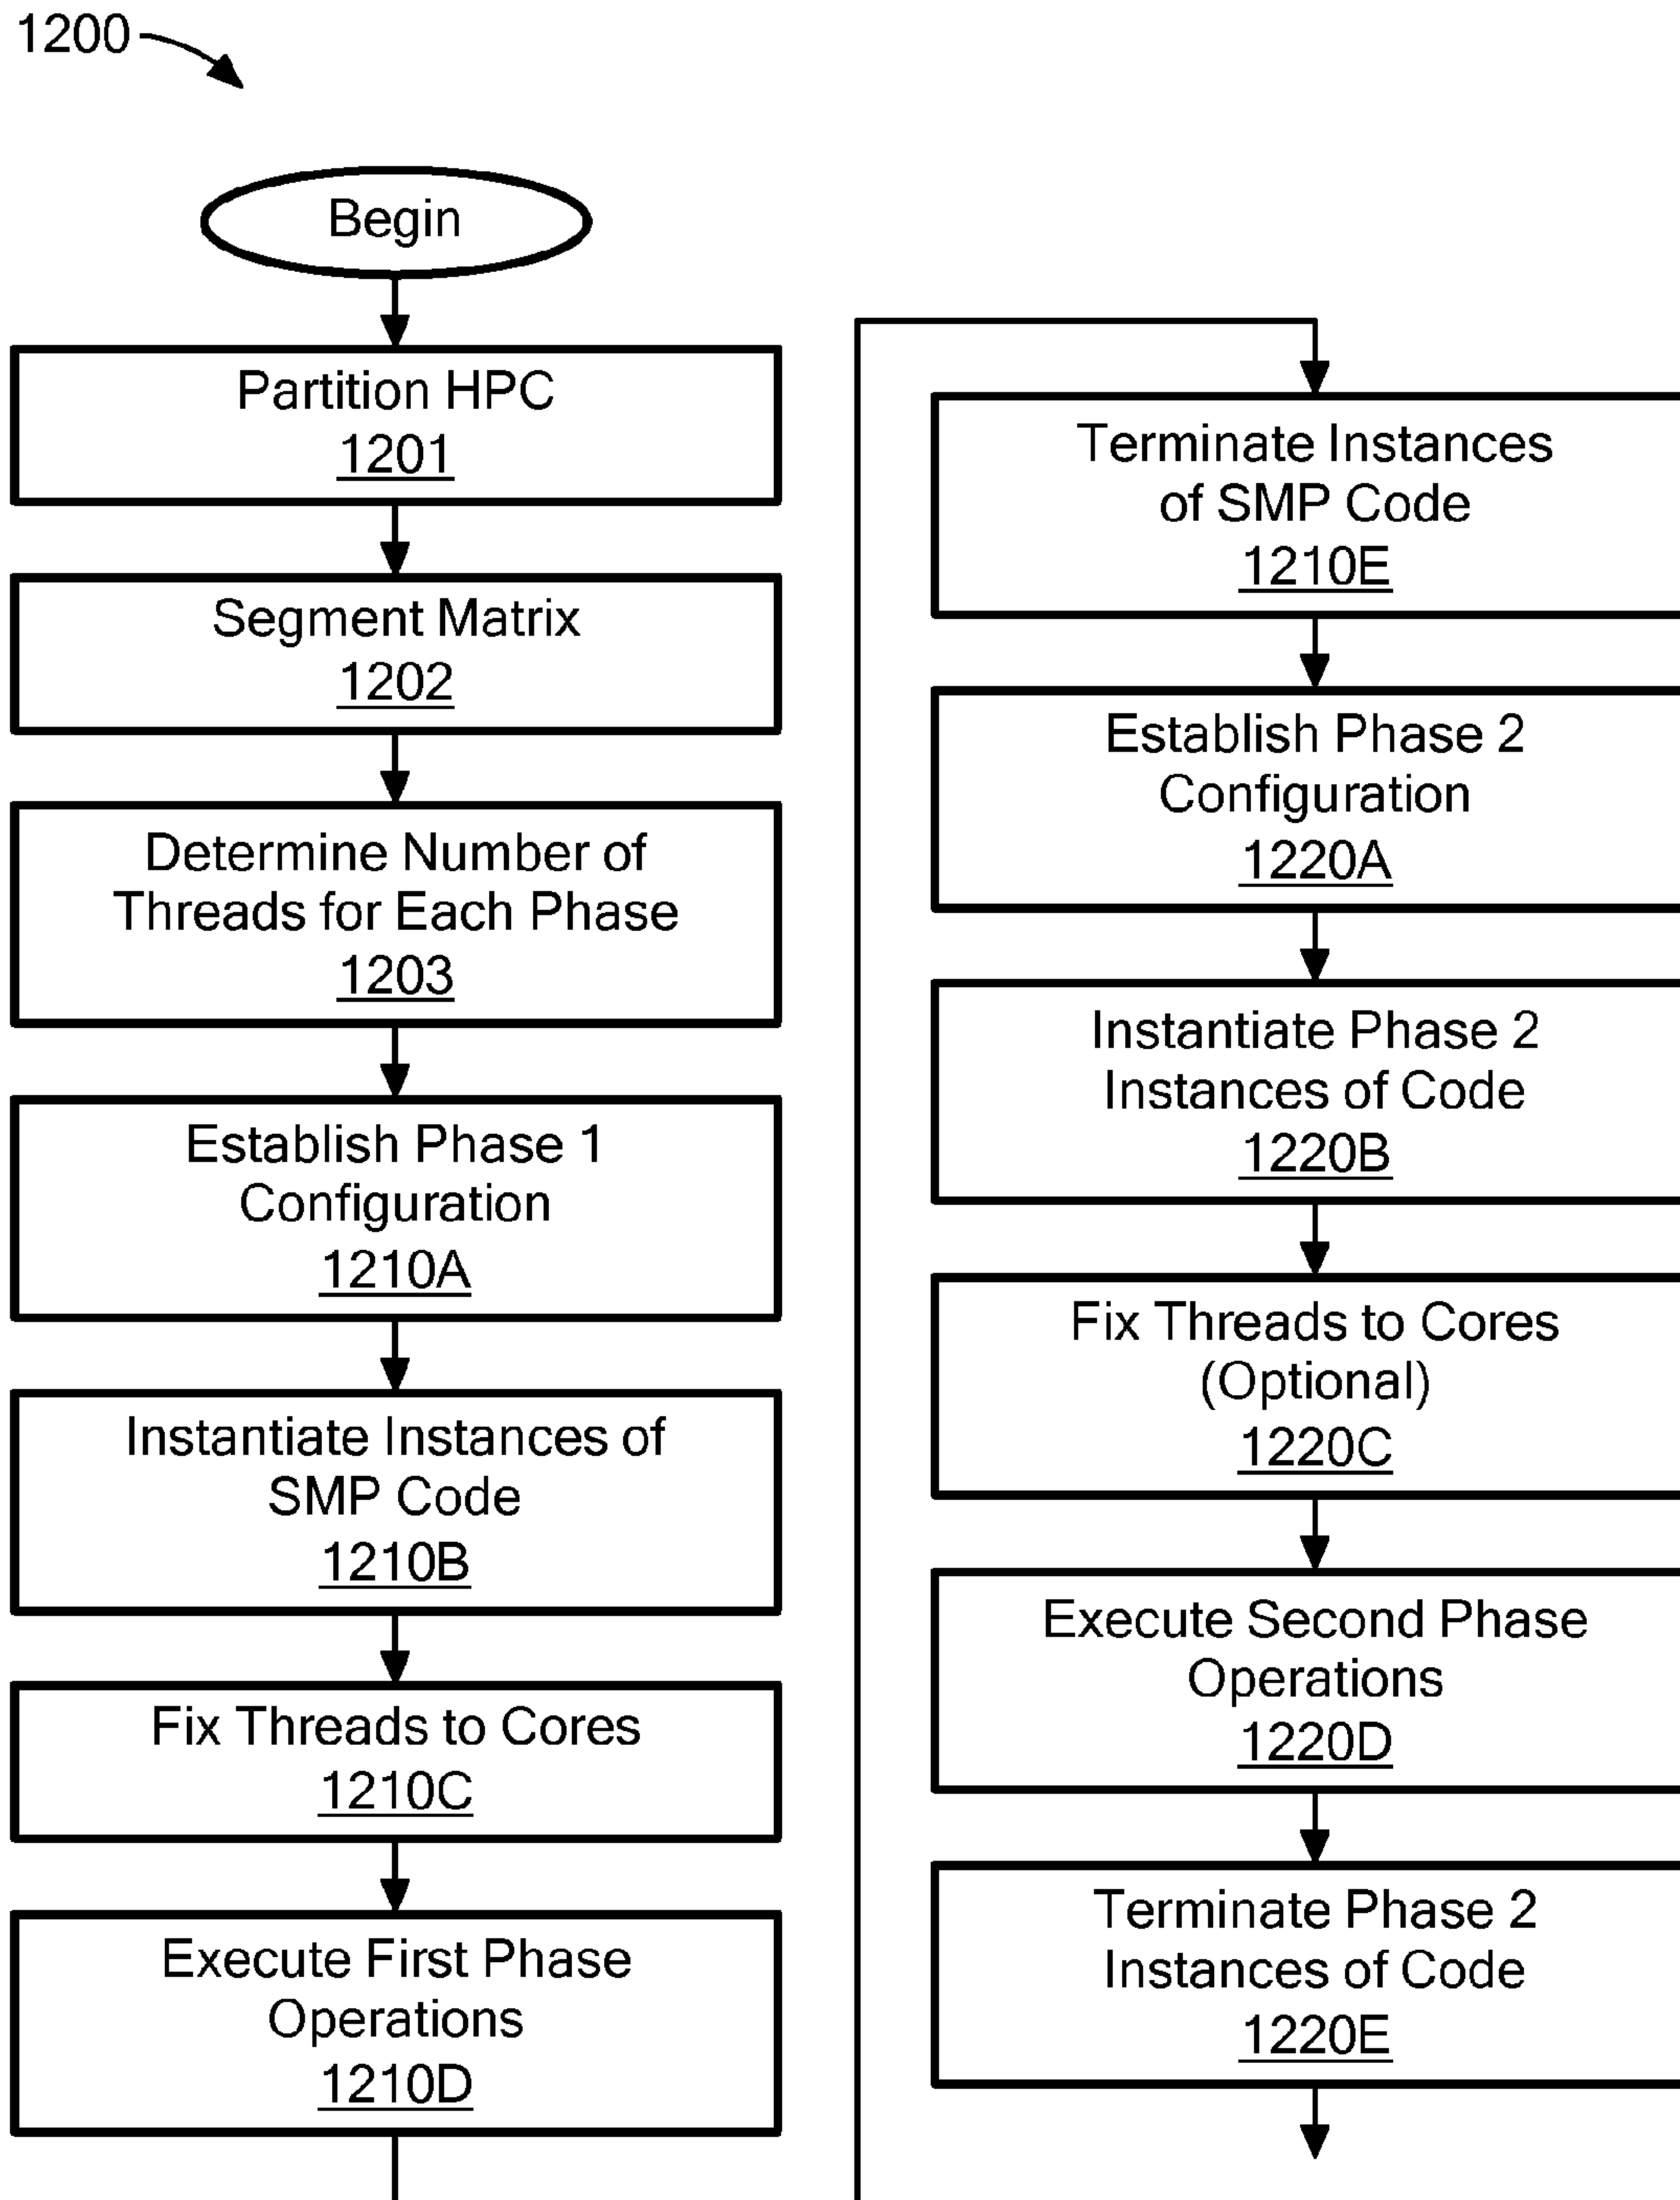 1200
Begin
Partition HPC
1201
Segment Matrix
1202
Determine Number of
Threads for Each Phase
1203
Establish Phase 1
Configuration
1210A
Instantiate Instances of
SMP Code
1210B
Fix Threads to Cores
1210C
Execute First Phase
Operations
1210D
Terminate Instances
of SMP Code
1210E
Establish Phase 2
Configuration
1220A
Instantiate Phase 2
Instances of Code
1220B
Fix Threads to Cores
(Optional)
1220C
Execute Second Phase
Operations
1220D
Terminate Phase 2
Instances of Code
1220E